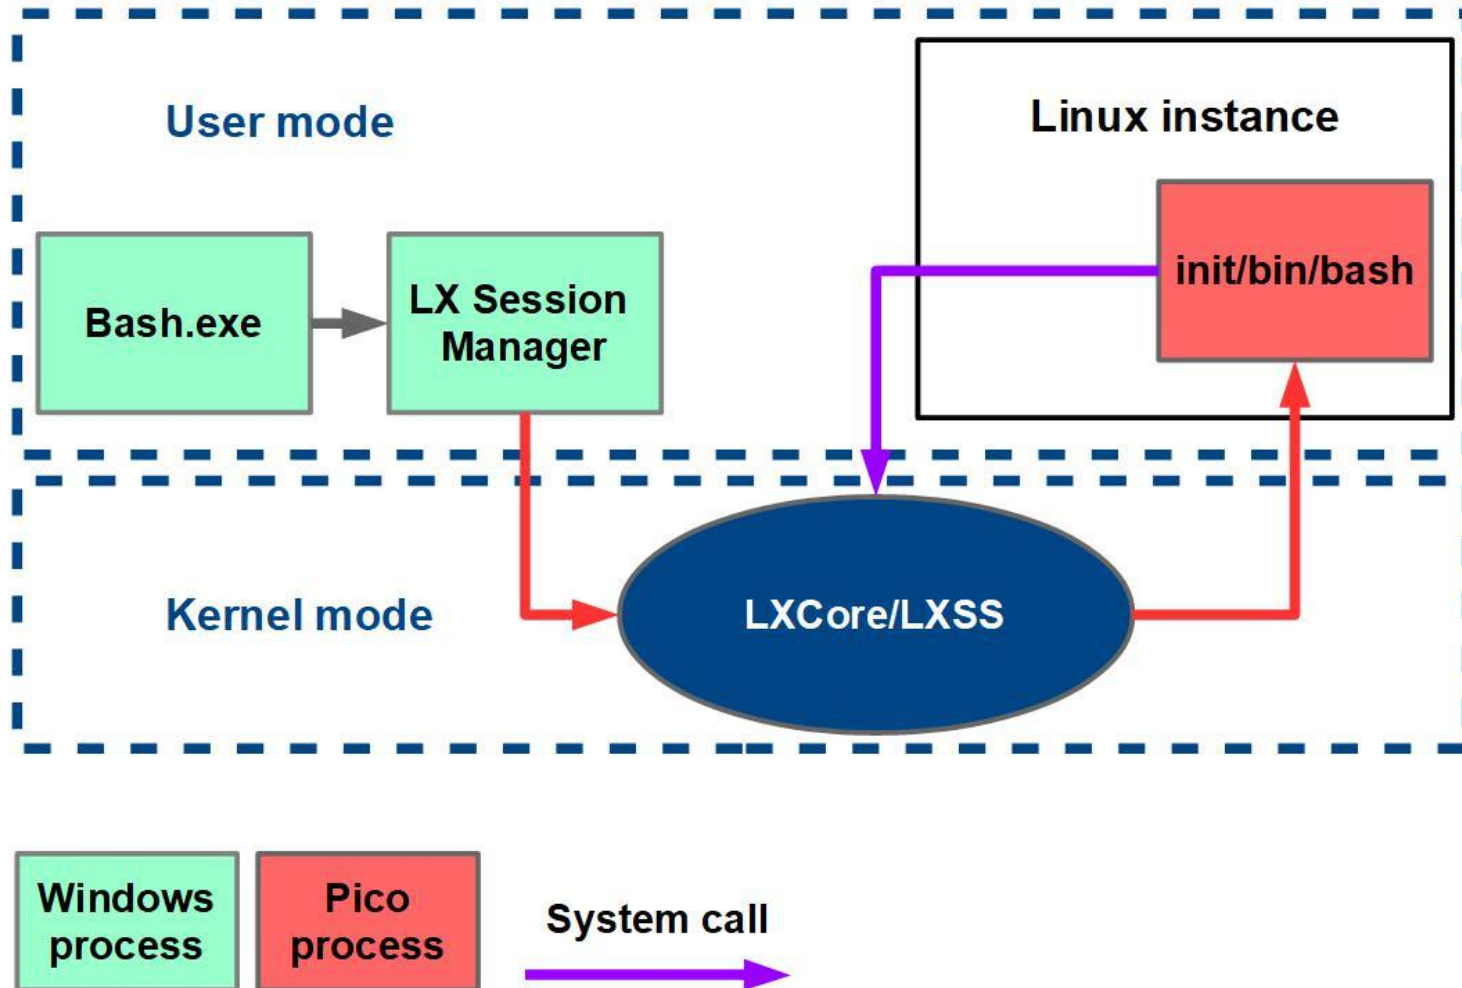 User mode
Linux instance
init/bin/bash
Bash.exe
LX Session
Manager
Kernel mode
LXCore/LXSS
Windows
process
Pico
process
System call